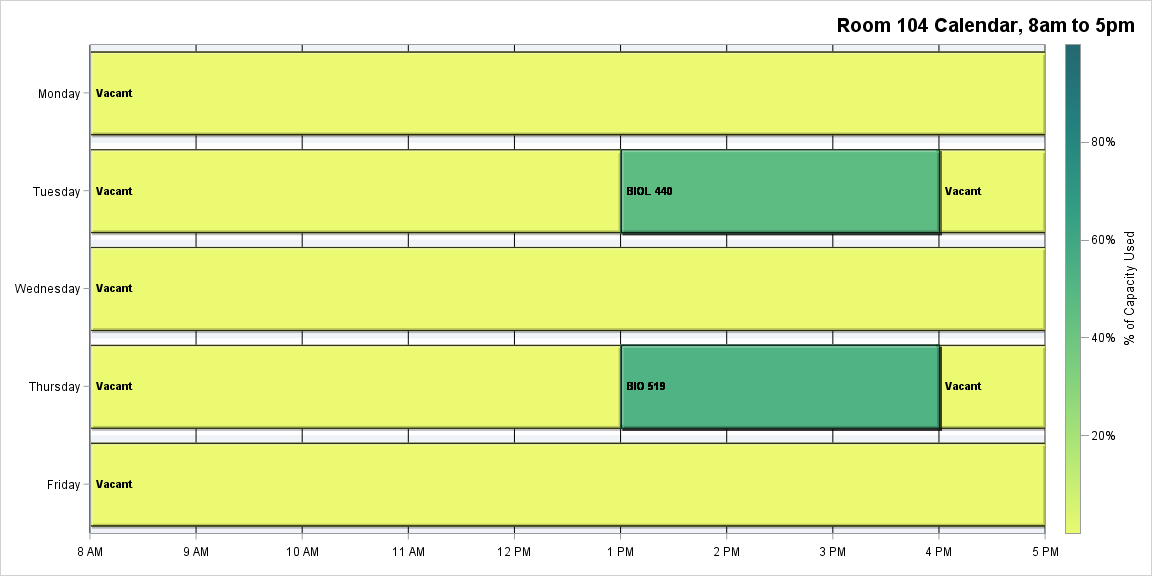 Room 104 Calendar, 8am to 5pm
Monday
Vacant
80%
Tuesday
Vacant
BIOL 440
Vacant
60%
% of Capacity Used
Wednesday
Vacant
40%
Thursday
Vacant
BIO 519
Vacant
20%
Friday
Vacant
8 AM
9 AM
10 AM
11 AM
12 PM
1 PM
2 PM
3 PM
4 PM
5 PM